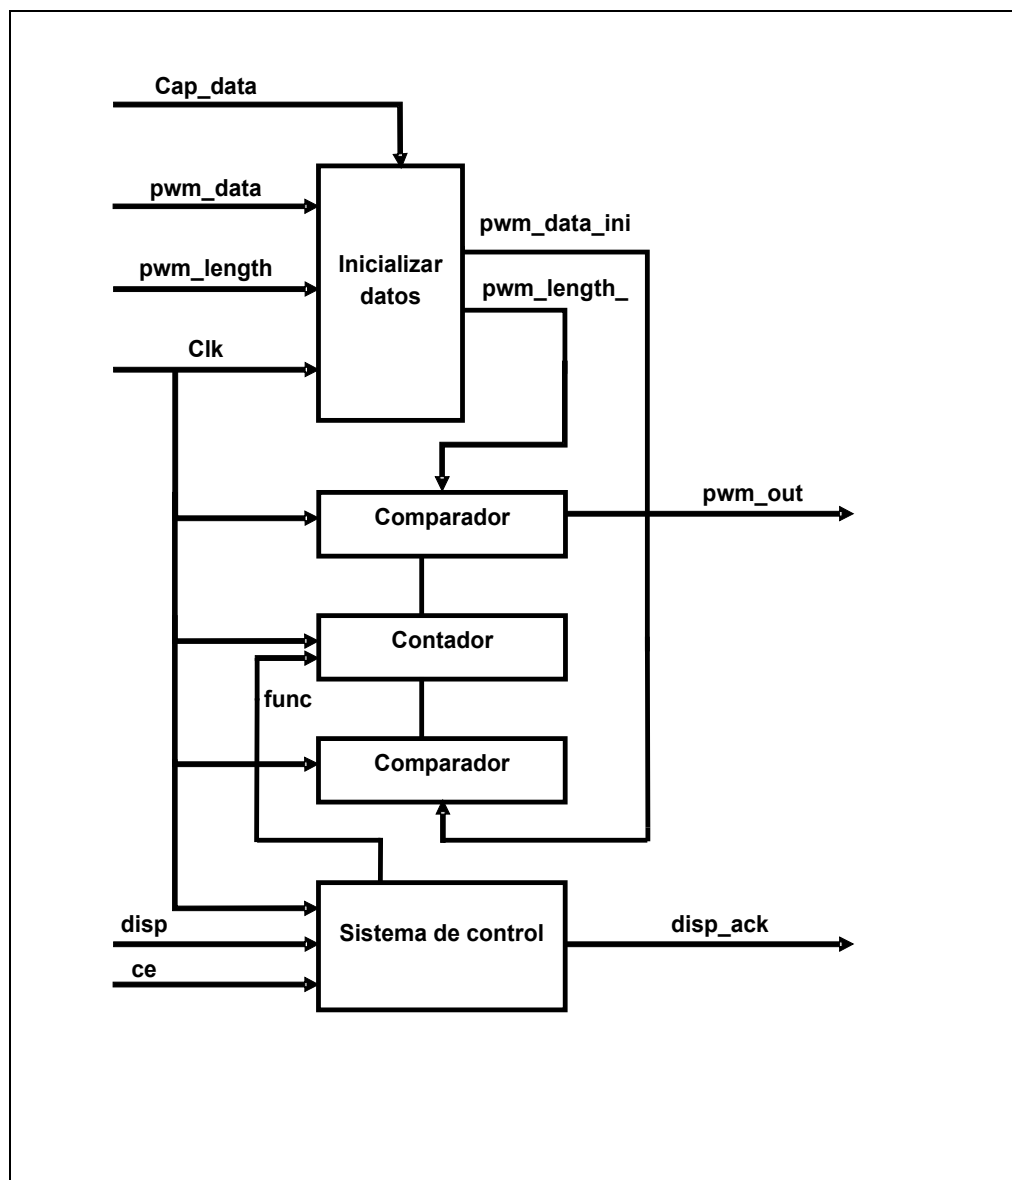 Cap_data
pwm_data
pwm_data_ini
Inicializar
datos
pwm_length
pwm_length_
Clk
Comparador
pwm_out
Contador
func
Comparador
disp
Sistema de control
disp_ack
ce